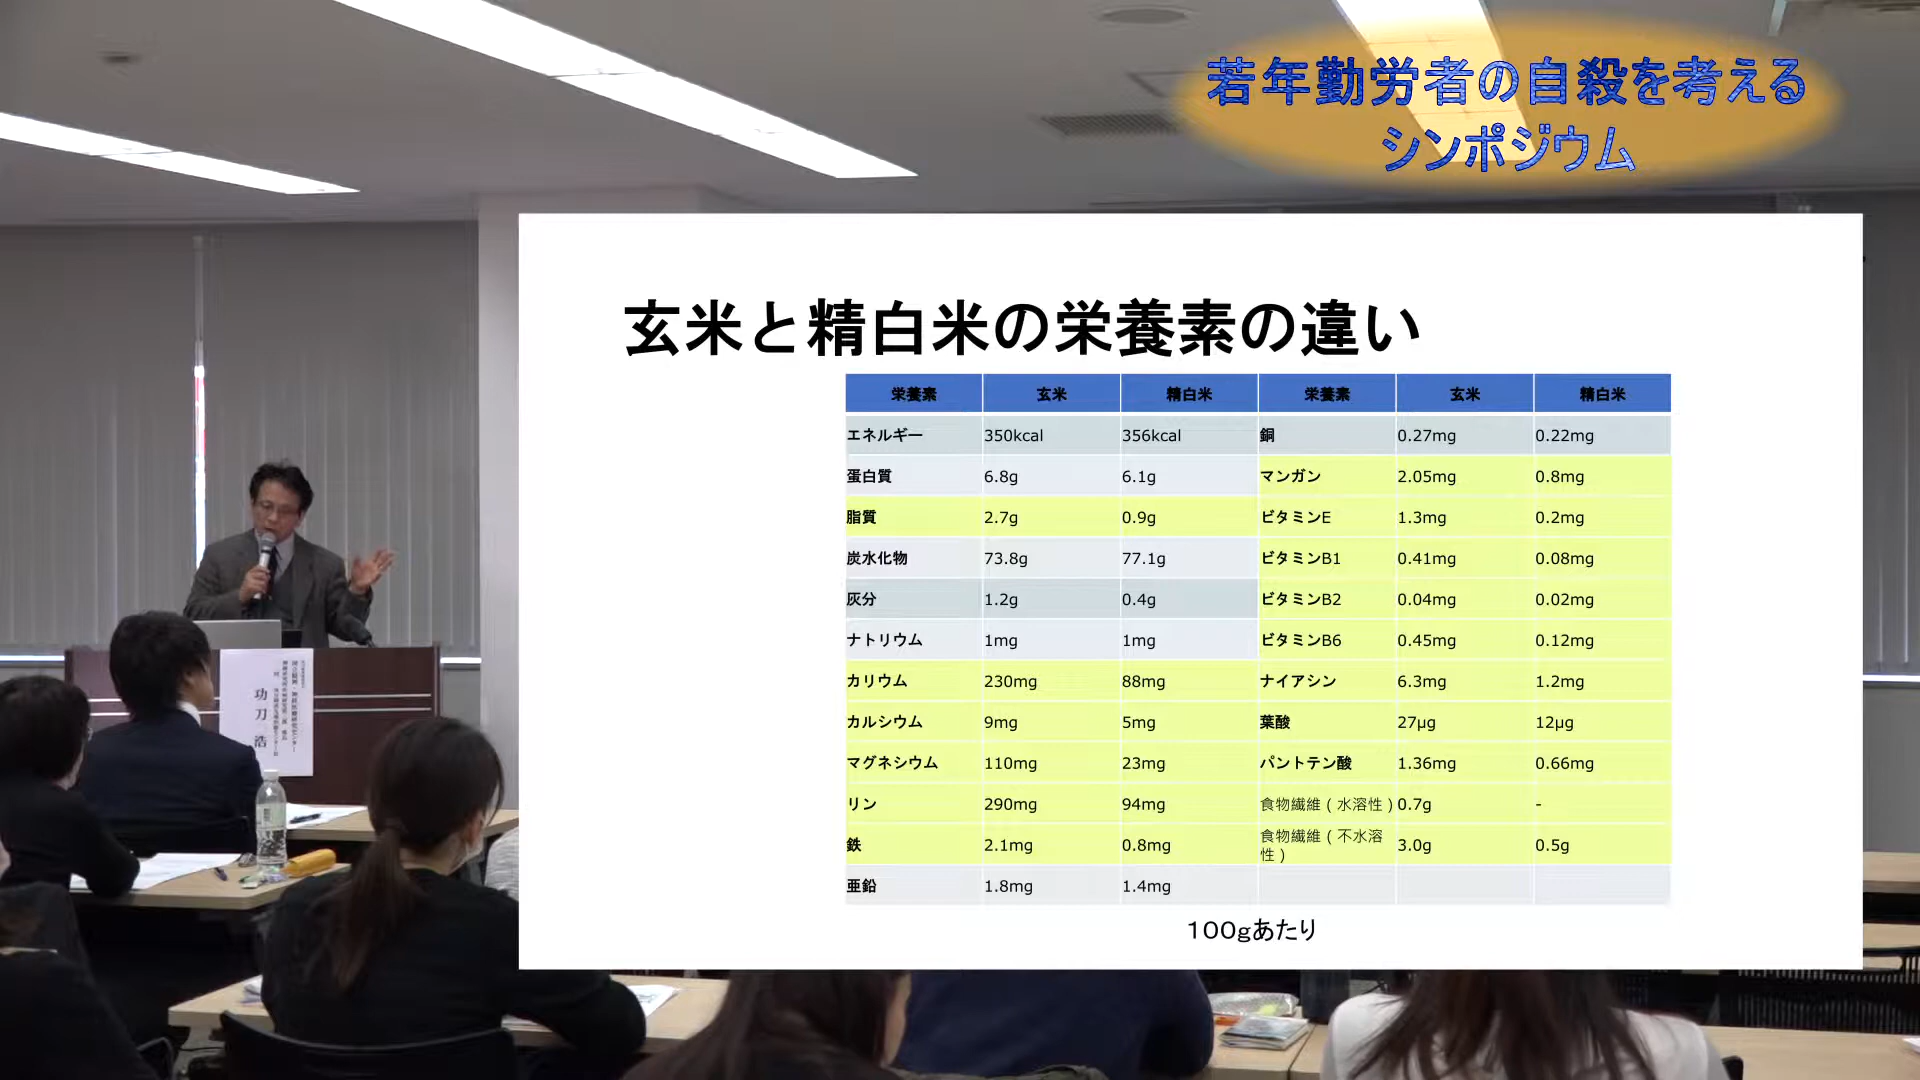 若年勤労者の自殺を考える
シンポジウム
玄米と精白米の栄養素の違い
栄養素 玄米 精白米 栄養素 玄米 精白米
エネルギー 350kcal 356kcal 銅 0.27mg 0.22mg
蛋白質 6.8g 6.1g マンガン 2.05mg 0.8mg
脂質 2.7g 0.9g ビタミンE 1.3mg 0.2mg
炭水化物 73.8g 77.1g ビタミンB1 0.41mg 0.08mg
灰分 1.2g 0.4g ビタミンB2 0.04mg 0.02mg
ナトリウム 1mg 1mg ビタミンB6 0.45mg 0.12mg
カリウム 230mg 88mg ナイアシン 6.3mg 1.2mg
カルシウム 9mg 5mg 葉酸 27μg 12μg
マグネシウム 110mg 23mg パントテン酸 1.36mg 0.66mg
リン 290mg 94mg 食物繊維（水溶性） 0.7g -
鉄 2.1mg 0.8mg 食物繊維（不水溶
性） 3.0g 0.5g
亜鉛 1.8mg 1.4mg
100gあたり
功刀 浩